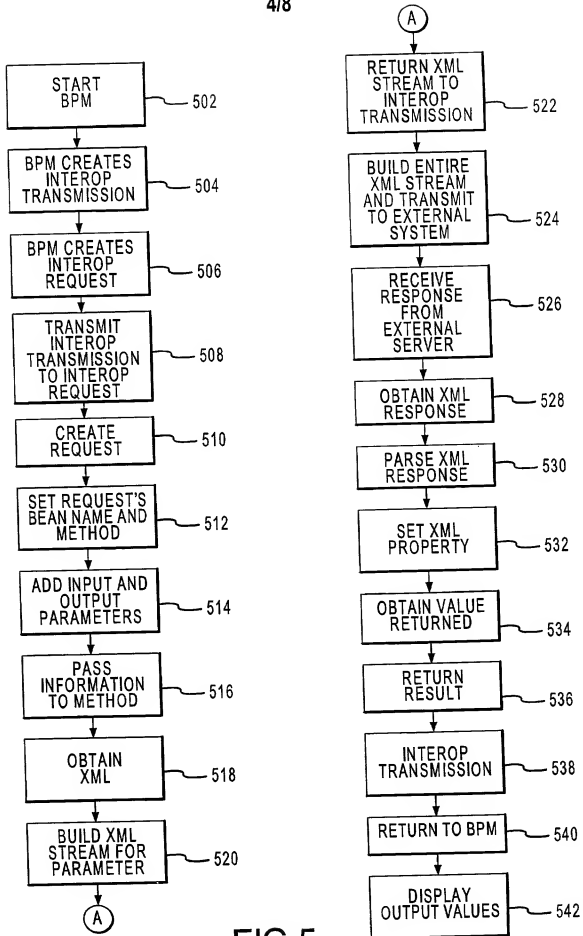 4/8
START
BPM
502
BPM CREATES
INTEROP
TRANSMISSION
504
BPM CREATES
INTEROP
REQUEST
506
TRANSMIT
INTEROP
TRANSMISSION
TO INTEROP
REQUEST
508
CREATE
REQUEST
510
SET REQUEST'S
BEAN NAME AND
METHOD
512
ADD INPUT AND
OUTPUT
PARAMETERS
514
PASS
INFORMATION
TO METHOD
516
OBTAIN
XML
518
BUILD XML
STREAM FOR
PARAMETER
520
A
A
RETURN XML
STREAM TO
INTEROP
TRANSMISSION
522
BUILD ENTIRE
XML STREAM
AND TRANSMIT
TO EXTERNAL
SYSTEM
524
RECEIVE
RESPONSE
FROM
EXTERNAL
SERVER
526
OBTAIN XML
RESPONSE
528
PARSE XML
RESPONSE
530
SET XML
PROPERTY
532
OBTAIN VALUE
RETURNED
534
RETURN
RESULT
536
INTEROP
TRANSMISSION
538
RETURN TO BPM
540
DISPLAY
OUTPUT VALUES
542
FIG.5